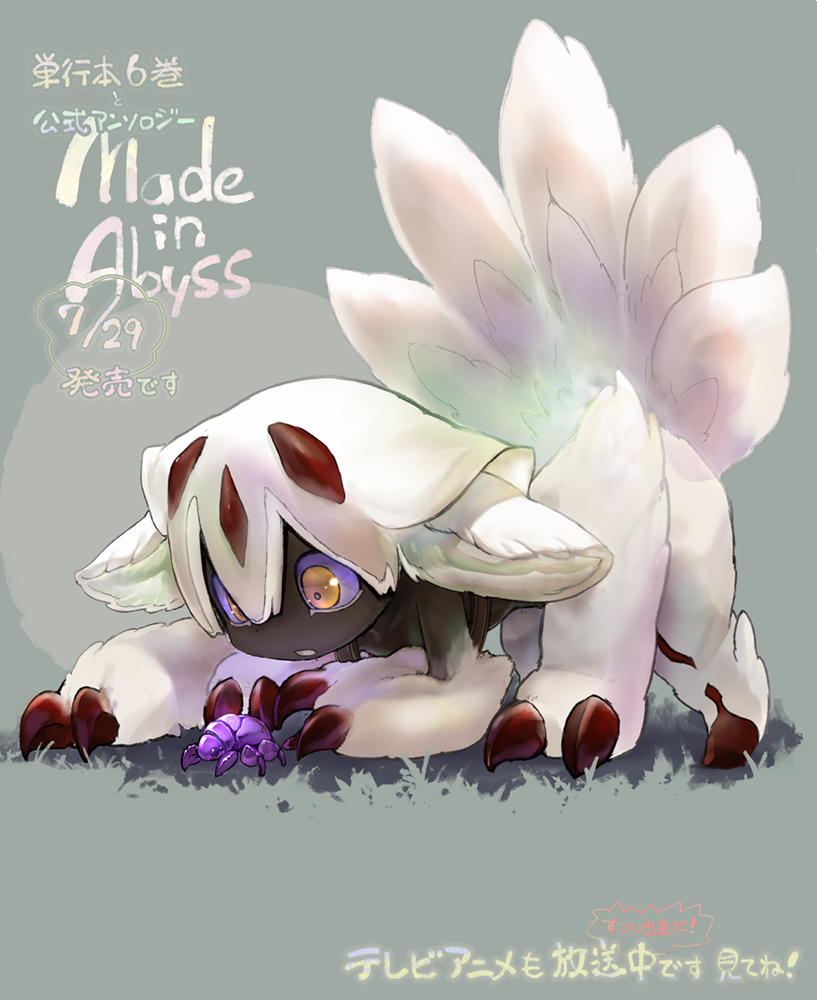 単行本6巻
と
公式アンソロジー
Made
in
Abyss
7/29
発売です
すごい出来だ!
テレビアニメも放送中です 見てね!